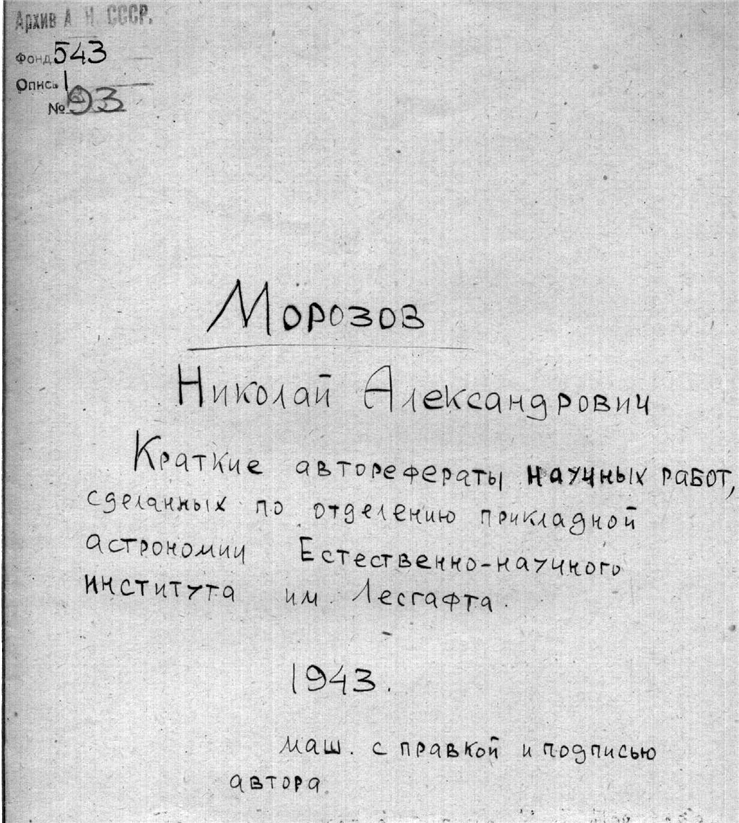 Архив А. Н. СССР.
Фонд 543
Опись 1
№ 93
Морозов
Николай Александрович
Краткие авторефераты научных работ,
сделанных по отделению прикладной
астрономии Естественно-научного
института им Лесгафта.
1943.
маш. с правкой и подписью
автора